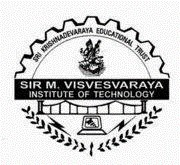 SRI KRISHNADEVARAYA EDUCATIONAL TRUST
SIR M. VISVESVARAYA
INSTITUTE OF TECHNOLOGY